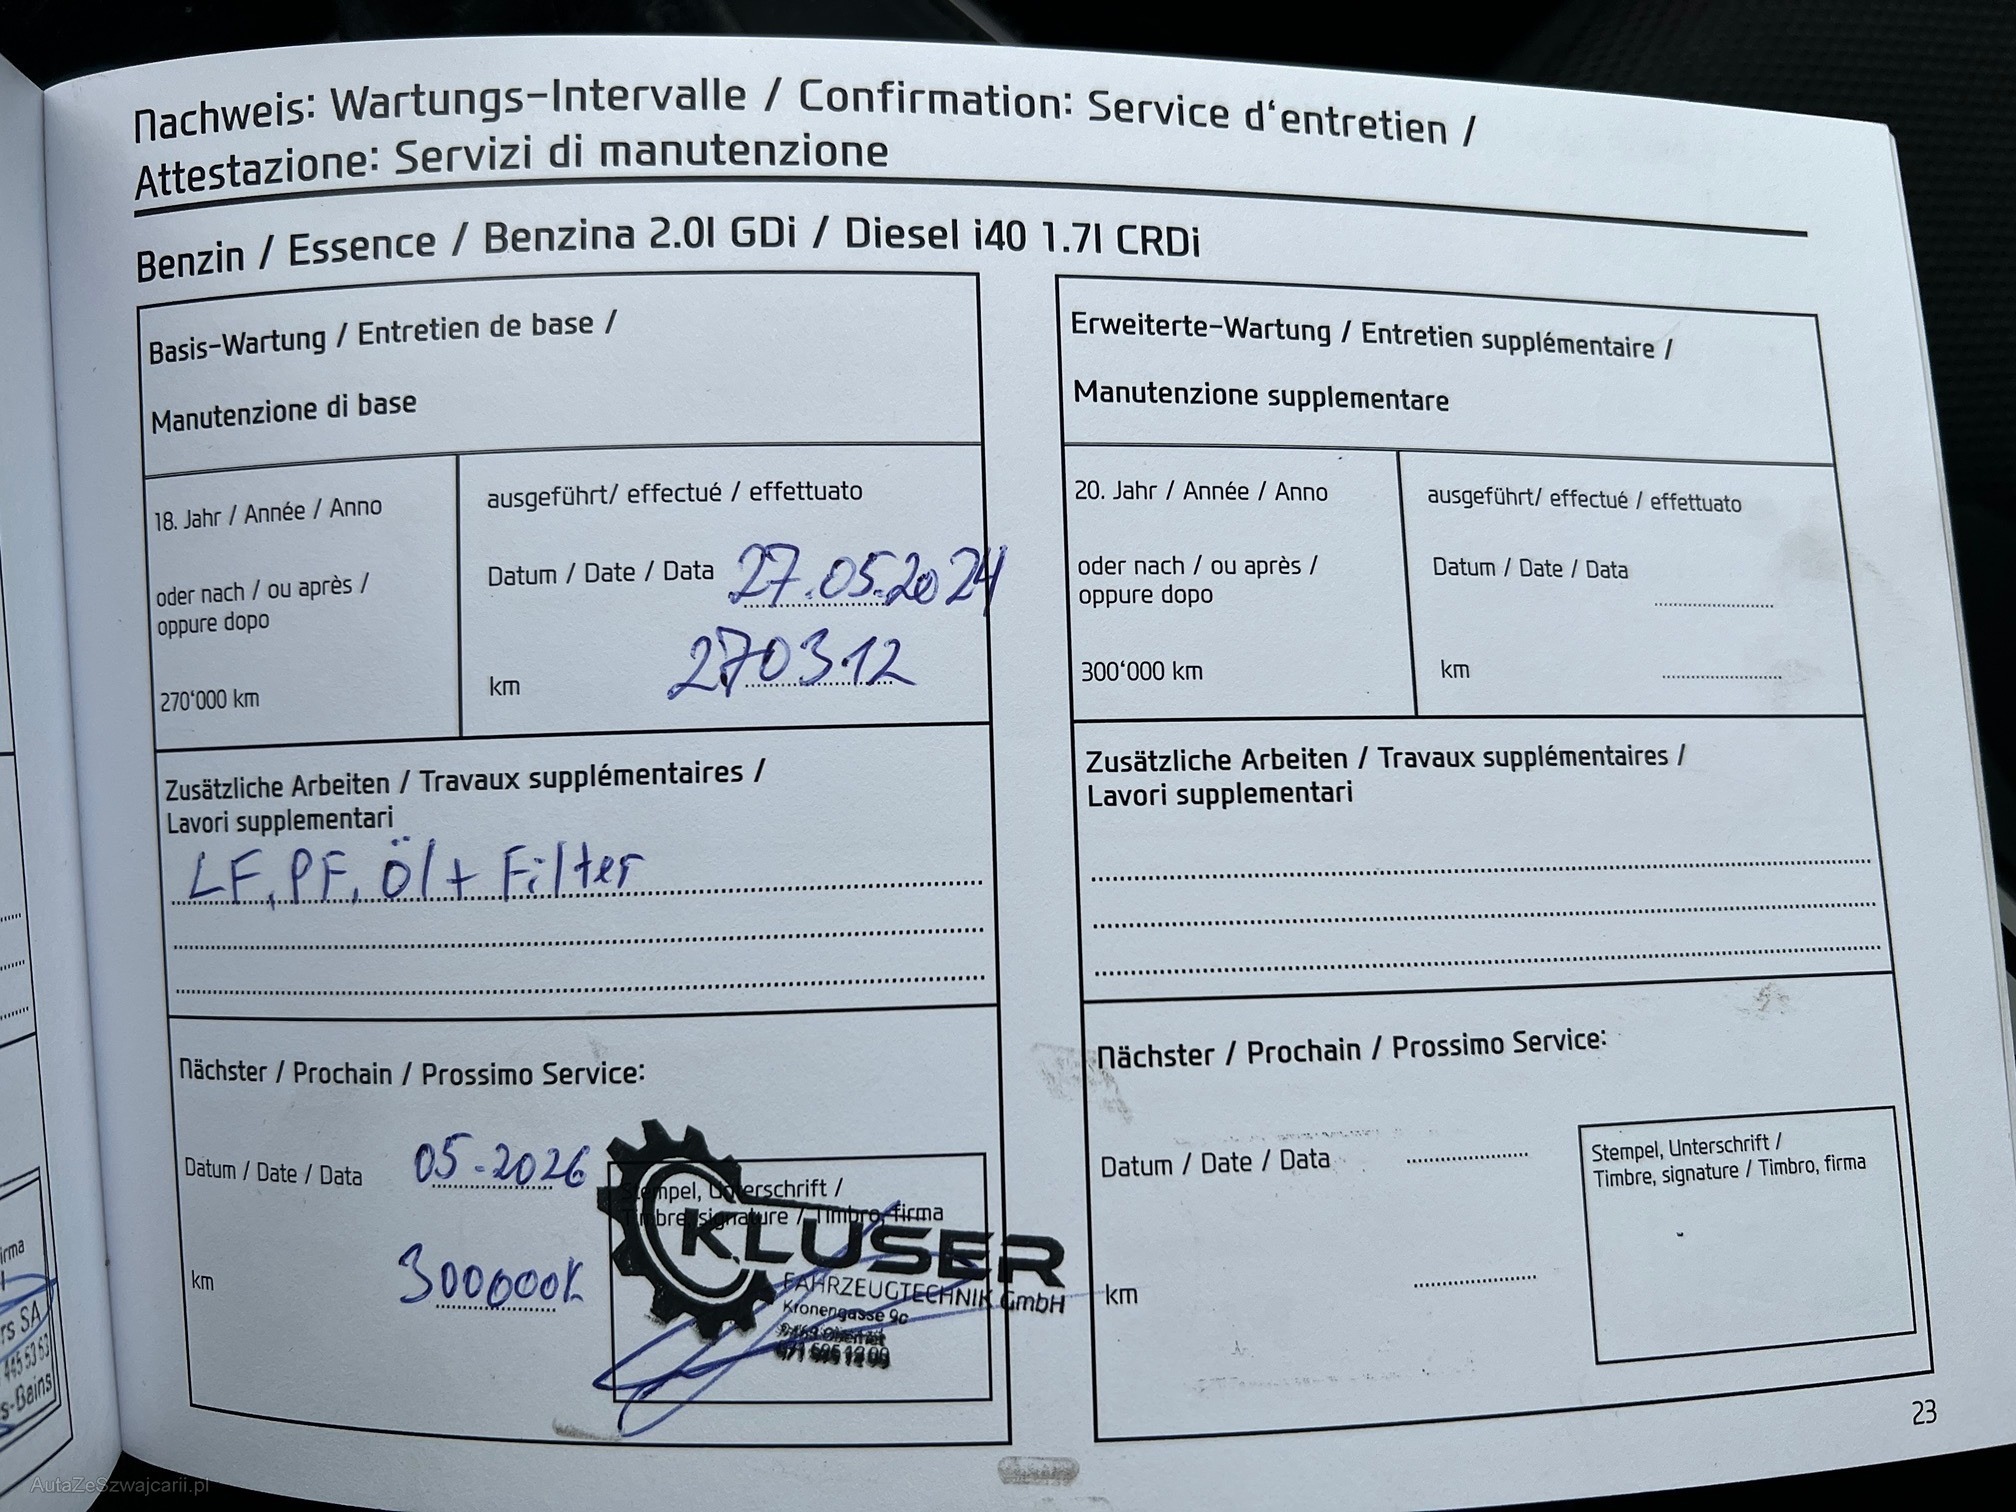 Nachweis: Wartungs-Intervalle / Confirmation: Service d'entretien /
Attestazione: Servizi di manutenzione
Benzin / Essence / Benzina 2.0l GDi / Diesel i40 1.7l CRDi
Basis-Wartung / Entretien de base /
Manutenzione di base
18. Jahr / Année / Anno
oder nach / ou après /
oppure dopo
270'000 km
ausgeführt/ effectué / effettuato
Datum / Date / Data 27.05.2024
km 270312
Zusätzliche Arbeiten / Travaux supplémentaires /
Lavori supplementari
LF, PF, Öl + Filter
Nächster / Prochain / Prossimo Service:
Datum / Date / Data 05-2026
km 300000k
Stempel, Unterschrift /
Timbre, signature / Timbro, firma
KLUSER
FAHRZEUGTECHNIK GmbH
Kronengasse 9c
Erweiterte-Wartung / Entretien supplémentaire /
Manutenzione supplementare
20. Jahr / Année / Anno
oder nach / ou après /
oppure dopo
300'000 km
ausgeführt/ effectué / effettuato
Datum / Date / Data
km
Zusätzliche Arbeiten / Travaux supplémentaires /
Lavori supplementari
Nächster / Prochain / Prossimo Service:
Datum / Date / Data
km
Stempel, Unterschrift /
Timbre, signature / Timbro, firma
23
irma
rs SA
445 53 53
s-Bains
AutaZeSzwajcarii.pl